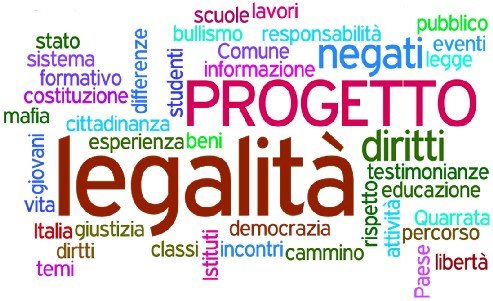 scuole lavori
stato
differenze
bullismo
responsabilità
pubblico
sistema
studenti
Comune
negati
eventi
formativo
informazione
legge
costituzione
PROGETTO
mafia
cittadinanza
giovani
esperienza
beni
diritti
legalità
testimonianze
educazione
vita
rispetto
attività
Quarrata
Italia
giustizia
democrazia
percorso
dirtti
classi
Istituti
incontri
cammino
Paese
libertà
temi